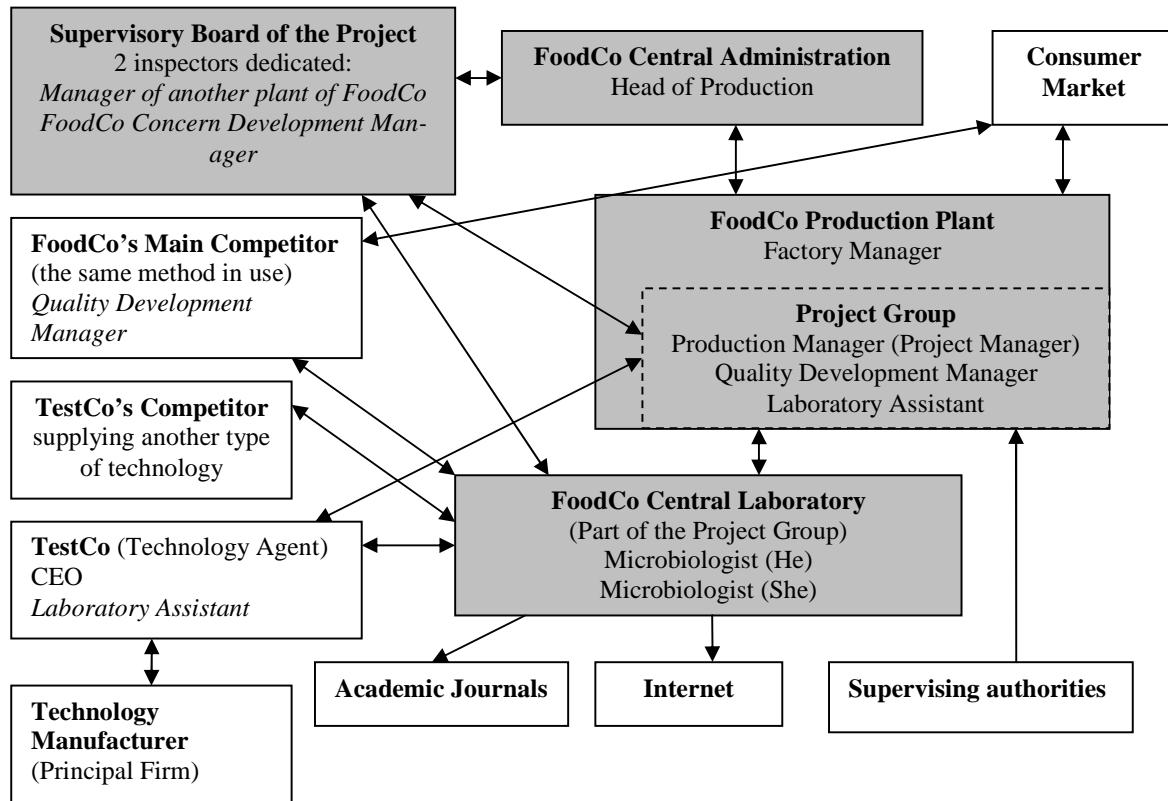 Supervisory Board of the Project
2 inspectors dedicated:
Manager of another plant of FoodCo
FoodCo Concern Development Man-
ager
FoodCo Central Administration
Head of Production
Consumer
Market
FoodCo's Main Competitor
(the same method in use)
Quality Development
Manager
FoodCo Production Plant
Factory Manager
Project Group
Production Manager (Project Manager)
Quality Development Manager
Laboratory Assistant
TestCo's Competitor
supplying another type
of technology
FoodCo Central Laboratory
(Part of the Project Group)
Microbiologist (He)
Microbiologist (She)
TestCo (Technology Agent)
CEO
Laboratory Assistant
Academic Journals
Internet
Supervising authorities
Technology
Manufacturer
(Principal Firm)